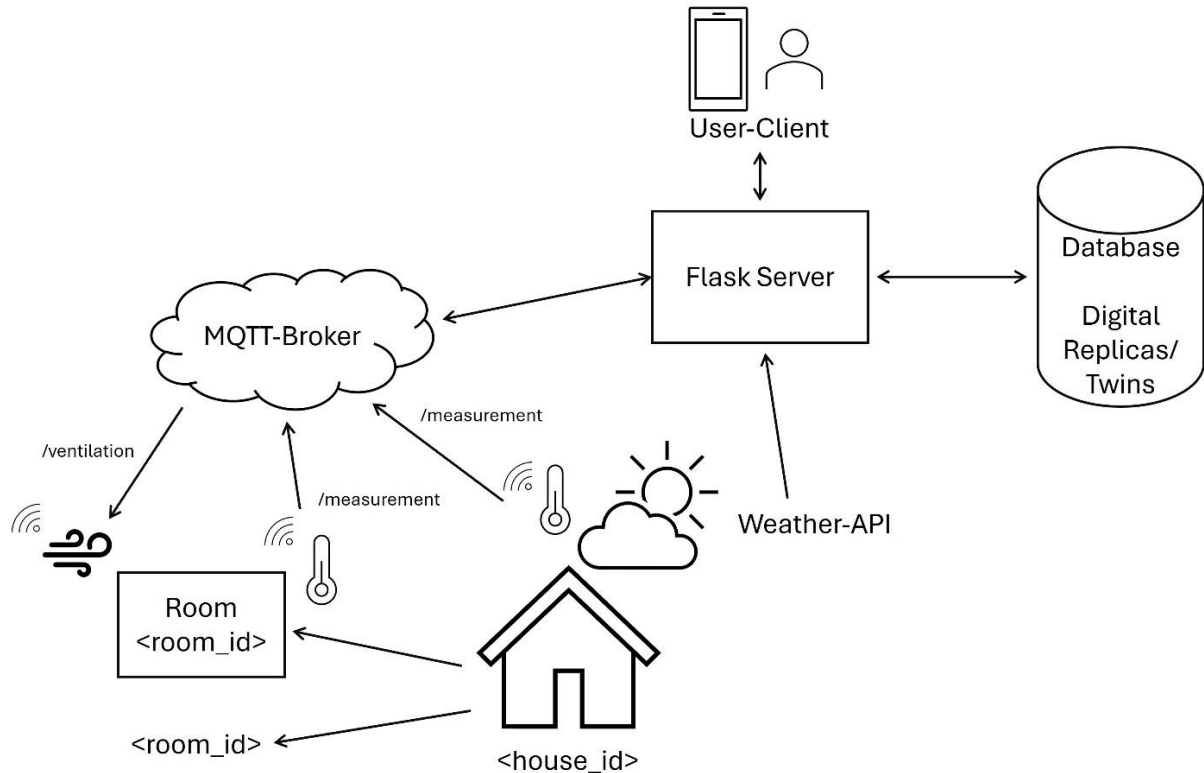 User-Client
Flask Server
Database
Digital
Replicas/
Twins
MQTT-Broker
/measurement
/ventilation
/measurement
Weather-API
Room
<room_id>
<room_id>
<house_id>